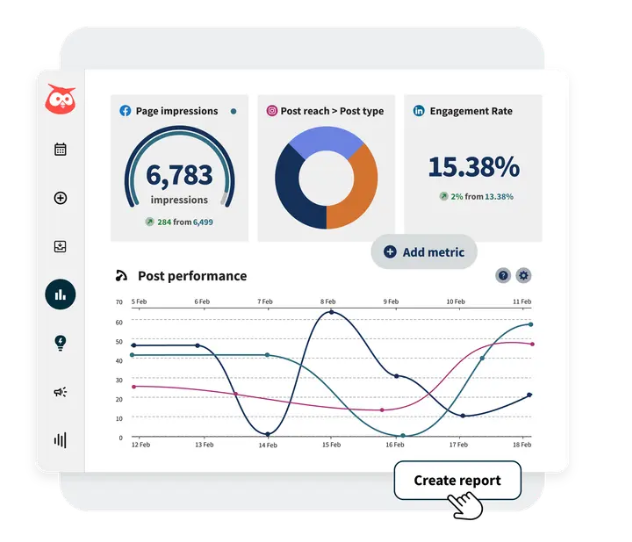 Page impressions
6,783
impressions
284 from 6,499
Post reach > Post type
Engagement Rate
15.38%
2% from 13.38%
Add metric
Post performance
?
70
5 Feb 6 Feb 7 Feb 8 Feb 9 Feb 10 Feb 11 Feb
60
50
40
30
20
10
0
12 Feb 13 Feb 14 Feb 15 Feb 16 Feb 17 Feb 18 Feb
Create report